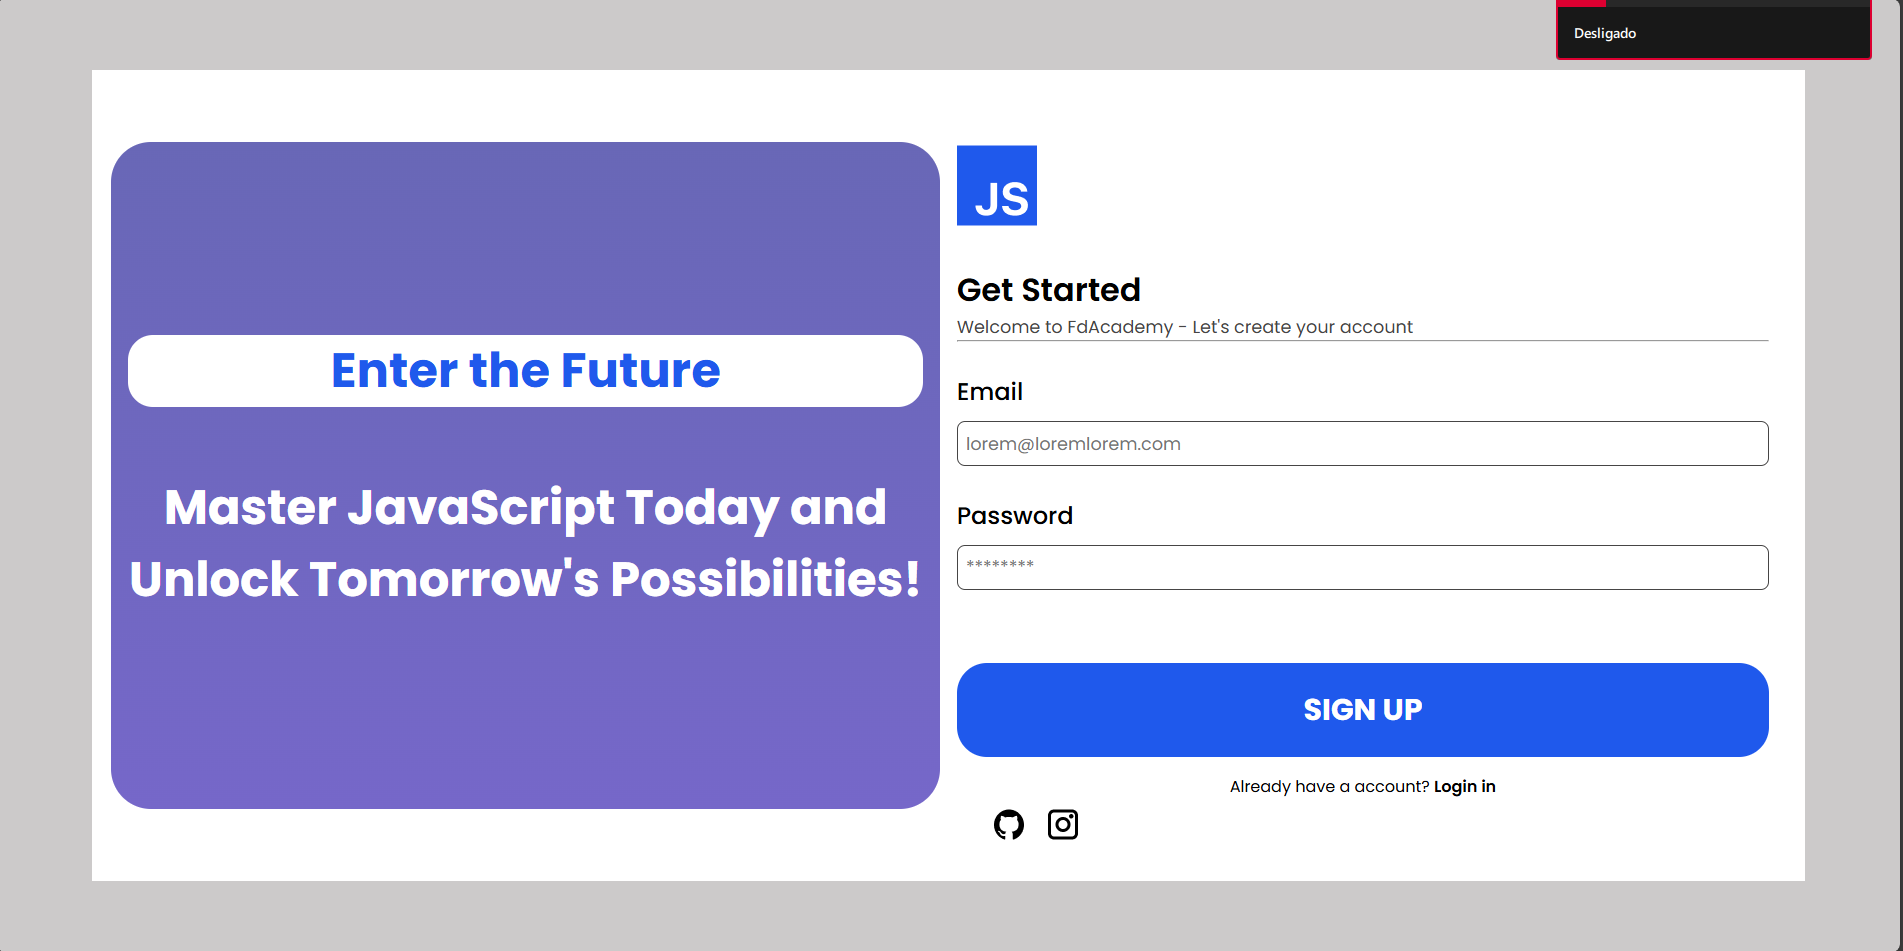 Desligado
Enter the Future
Master JavaScript Today and
Unlock Tomorrow's Possibilities!
JS
Get Started
Welcome to FdAcademy - Let's create your account
Email
lorem@loremlorem.com
Password
********
SIGN UP
Already have a account? Login in